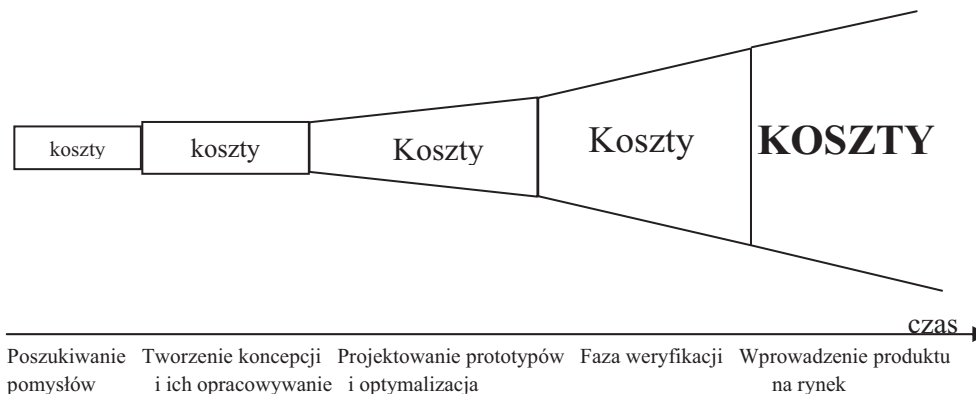 koszty
koszty
Koszty
Koszty
KOSZTY
czas
Poszukiwanie
pomysłów
Tworzenie koncepcji
i ich opracowywanie
Projektowanie prototypów
i optymalizacja
Faza weryfikacji
Wprowadzenie produktu
na rynek